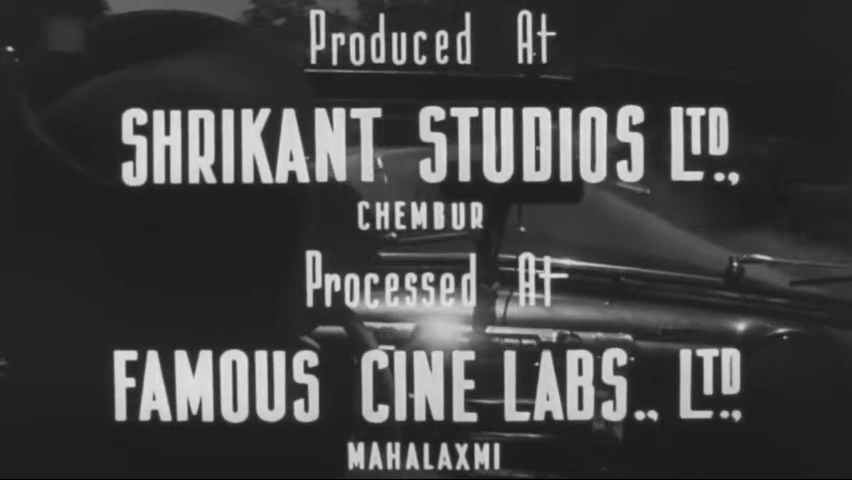 Produced At
SHRIKANT STUDIOS LTD.,
CHEMBUR
Processed At
FAMOUS CINE LABS., LTD.,
MAHALAXMI